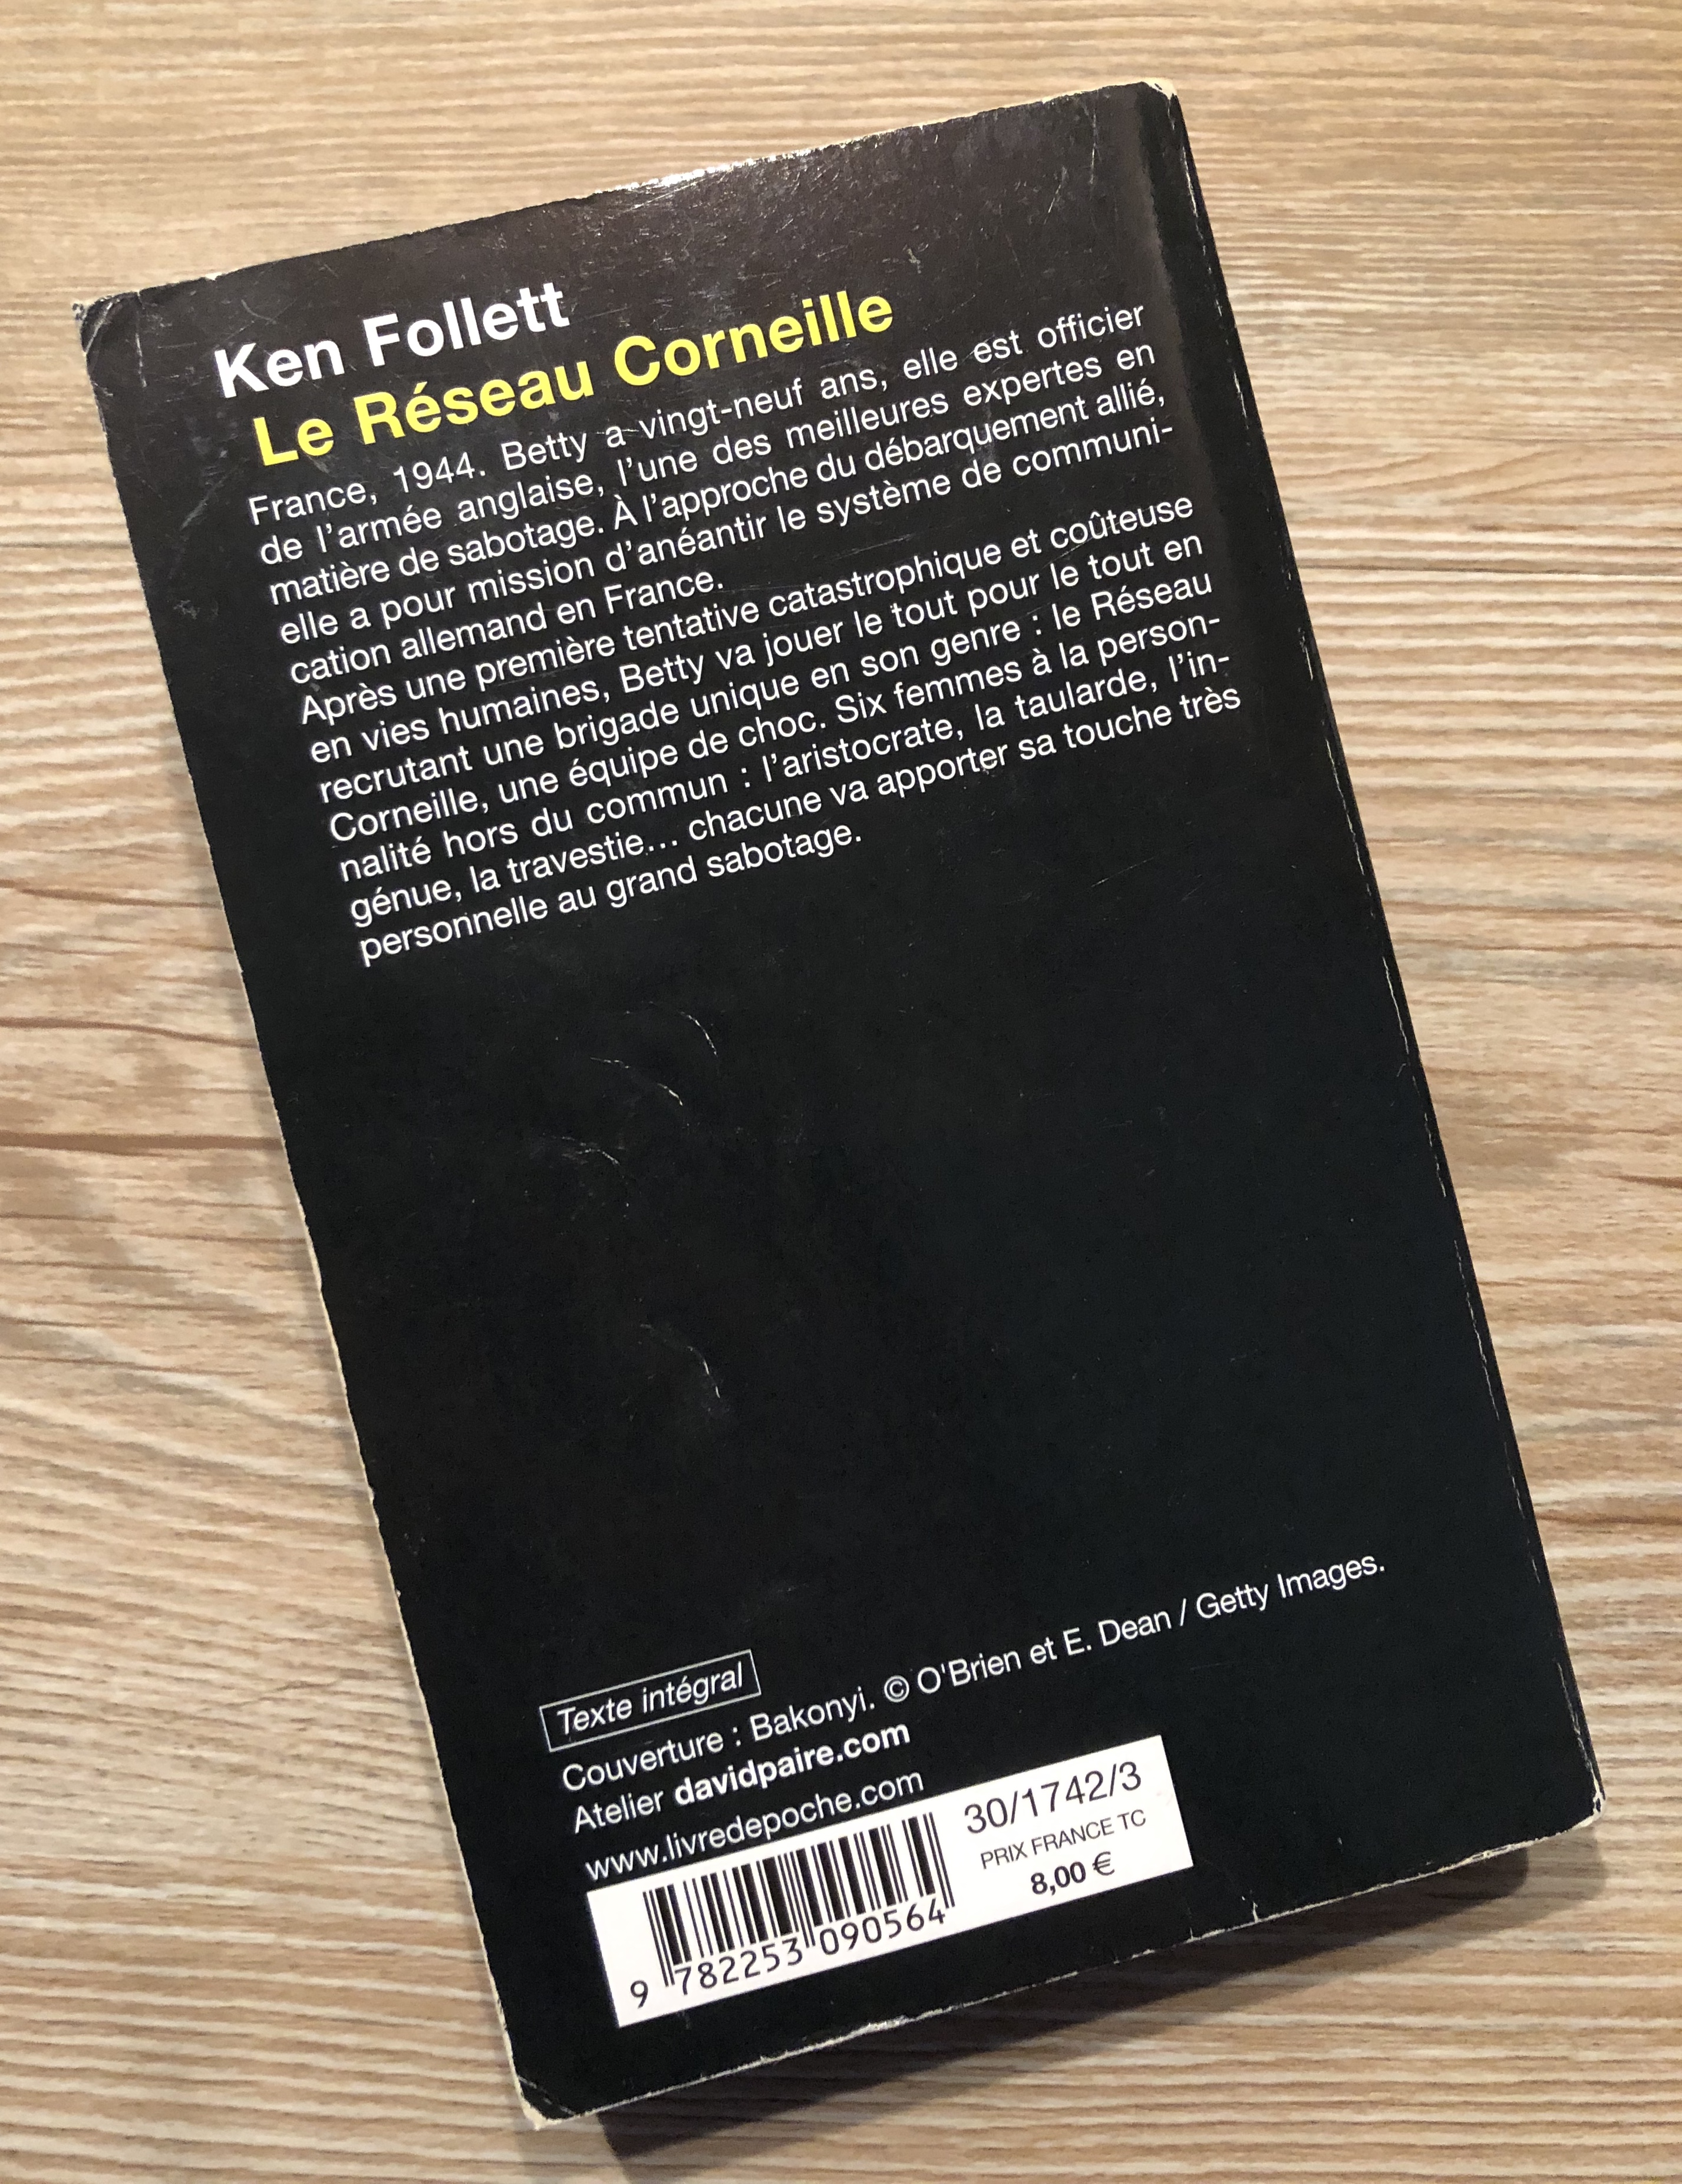 Ken Follett
Le Réseau Corneille
France, 1944. Betty a vingt-neuf ans, elle est officier
de l'armée anglaise, l'une des meilleures expertes en
matière de sabotage. À l'approche du débarquement allié,
elle a pour mission d'anéantir le système de communi-
cation allemand en France.
Après une première tentative catastrophique et coûteuse
en vies humaines, Betty va jouer le tout pour le tout en
recrutant une brigade unique en son genre : le Réseau
Corneille, une équipe de choc. Six femmes à la person-
nalité hors du commun : l'aristocrate, la taularde, l'in-
génue, la travestie... chacune va apporter sa touche très
personnelle au grand sabotage.
Texte intégral
Couverture : Bakonyi. © O'Brien et E. Dean / Getty Images.
Atelier davidpaire.com
www.livredepoche.com
30/1742/3
PRIX FRANCE TC
8,00 €
9 782253 090564